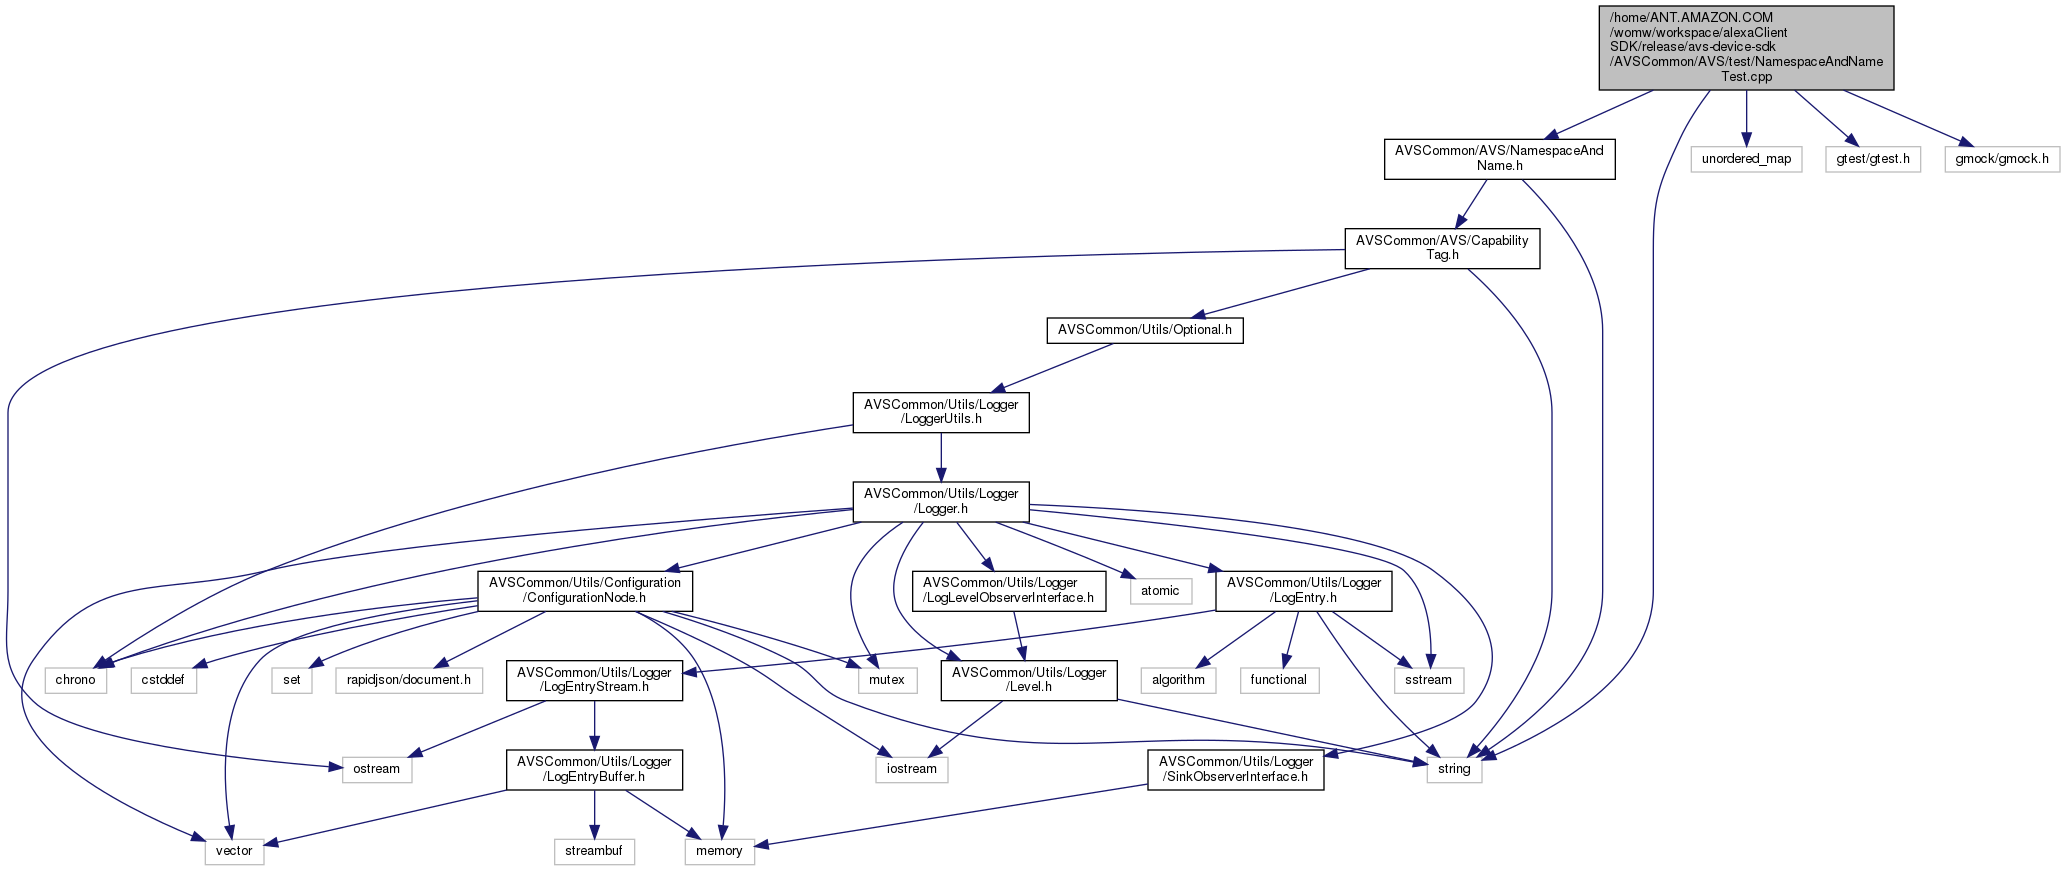 /home/ANT.AMAZON.COM
/womw/workspace/alexaClient
SDK/release/avs-device-sdk
/AVSCommon/AVS/test/NamespaceAndName
Test.cpp
AVSCommon/AVS/NamespaceAnd
Name.h
unordered_map
gtest/gtest.h
gmock/gmock.h
AVSCommon/AVS/Capability
Tag.h
AVSCommon/Utils/Optional.h
AVSCommon/Utils/Logger
/LoggerUtils.h
AVSCommon/Utils/Logger
/Logger.h
AVSCommon/Utils/Configuration
/ConfigurationNode.h
AVSCommon/Utils/Logger
/LogLevelObserverInterface.h
atomic
AVSCommon/Utils/Logger
/LogEntry.h
chrono
cstddef
set
rapidjson/document.h
AVSCommon/Utils/Logger
/LogEntryStream.h
mutex
AVSCommon/Utils/Logger
/Level.h
algorithm
functional
sstream
ostream
AVSCommon/Utils/Logger
/LogEntryBuffer.h
iostream
AVSCommon/Utils/Logger
/SinkObserverInterface.h
string
vector
streambuf
memory